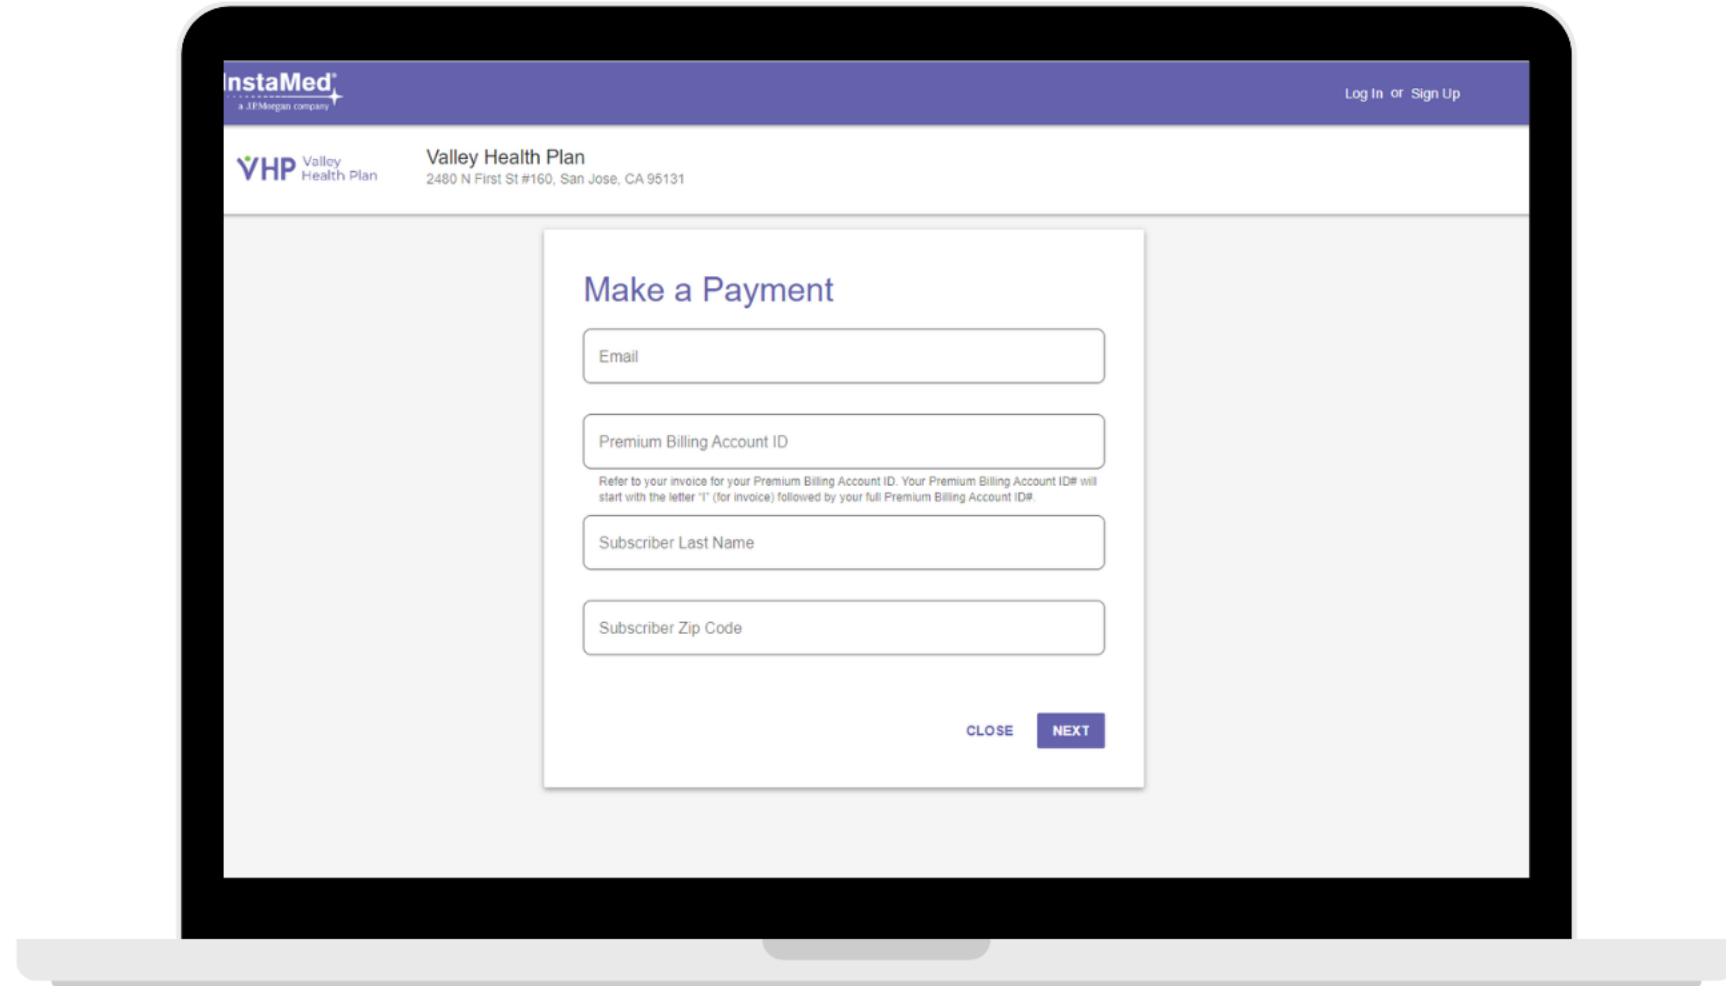 InstaMed®
a J.P.Morgan company
Log In or Sign Up
VHP Valley
Health Plan
Valley Health Plan
2480 N First St #160, San Jose, CA 95131
Make a Payment
Email
Premium Billing Account ID
Refer to your invoice for your Premium Billing Account ID. Your Premium Billing Account ID# will
start with the letter "I" (for invoice) followed by your full Premium Billing Account ID#.
Subscriber Last Name
Subscriber Zip Code
CLOSE NEXT